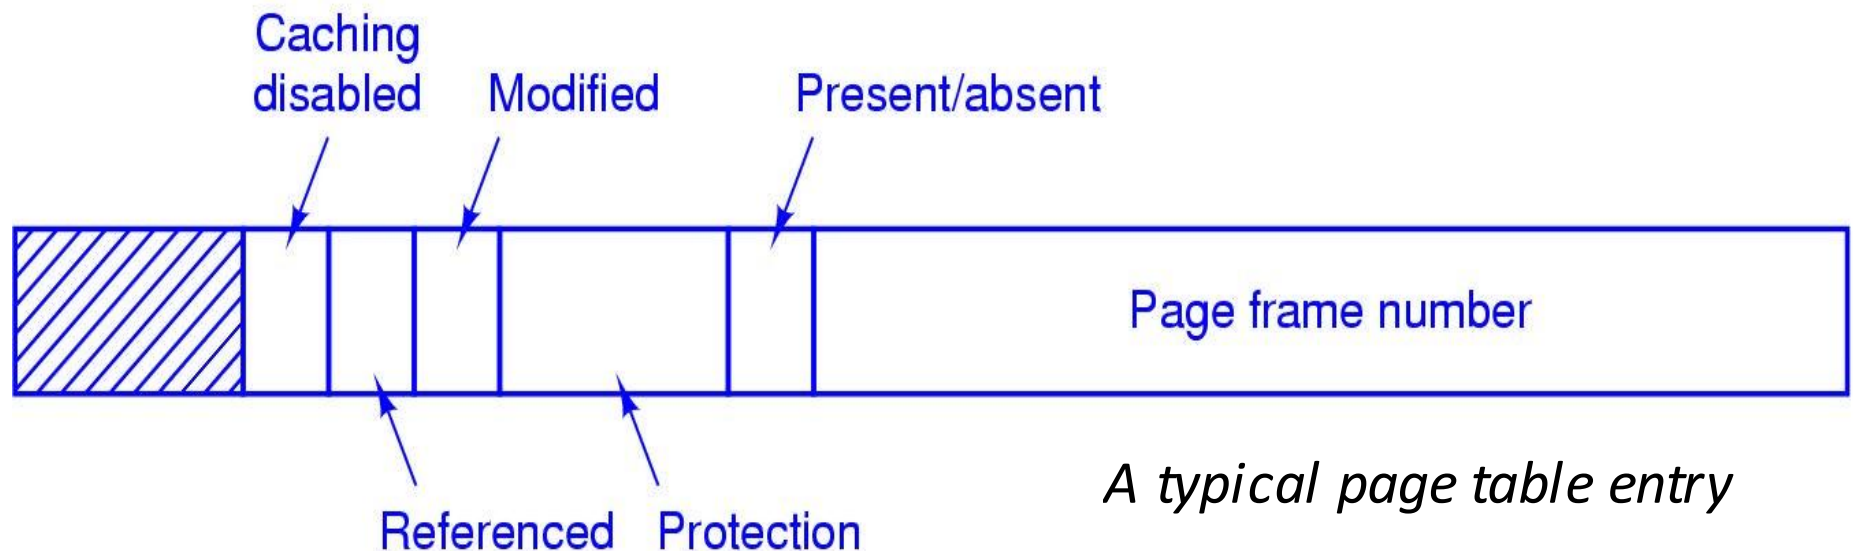 Caching
disabled
Modified
Present/absent
Page frame number
Referenced
Protection
A typical page table entry